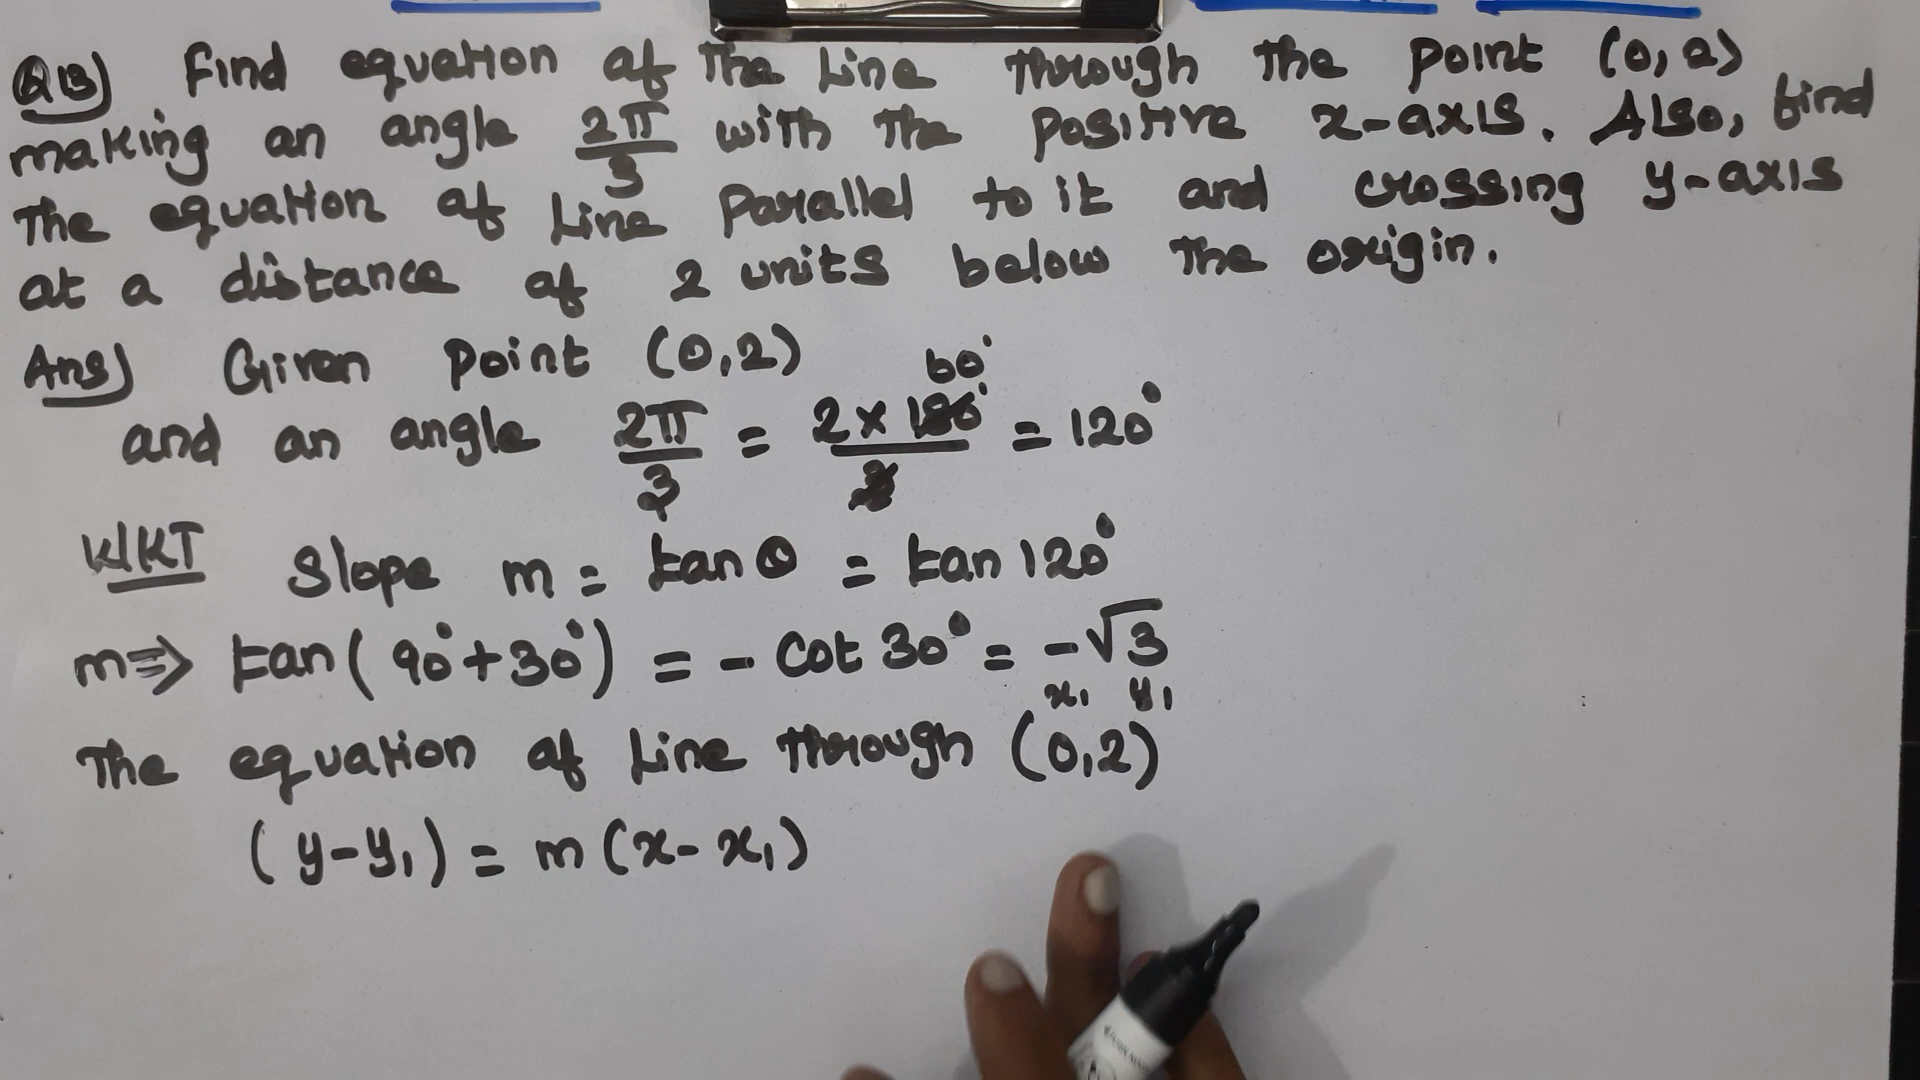 Q13) Find equation of the line through the point (0, 2)
making an angle 2π/3 with the positive x-axis. Also, find
the equation of line parallel to it and crossing y-axis
at a distance of 2 units below the origin.
Ans) Given point (0,2)
and an angle 2π/3 = 2 × 180°/3 = 120°
60°
WKT slope m = tan θ = tan 120°
m ⇒ tan(90°+30°) = - cot 30° = -√3
x₁ y₁
The equation of line through (0,2)
(y-y₁) = m(x-x₁)